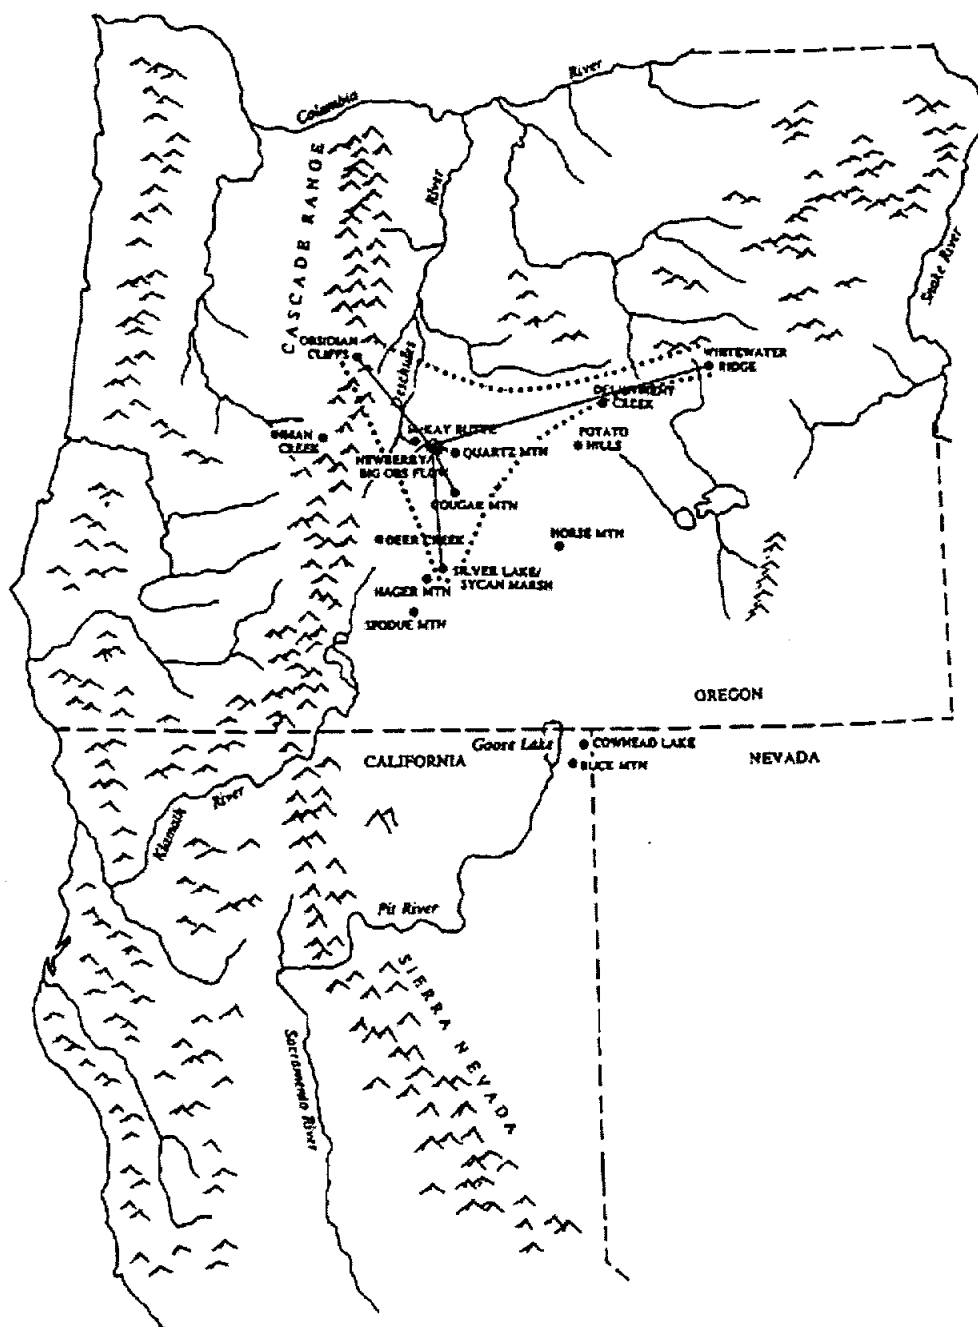 Columbia
River
River
CASCADE RANGE
Snake River
OBSIDIAN
CLIFFS
Deschutes
WHITEWATER
RIDGE
CREEK
McKAY BUTTE
POTATO
HILLS
INMAN
CREEK
NEWBERRY/
BIG OBS FLOW
QUARTZ MTN
COUGAR MTN
DEER CREEK
HORSE MTN
SILVER LAKE/
SYCAN MARSH
HAGER MTN
SPODUE MTN
OREGON
Goose Lake
COWHEAD LAKE
CALIFORNIA
BUCK MTN
NEVADA
Klamath
River
Pit River
SIERRA NEVADA
Sacramento River